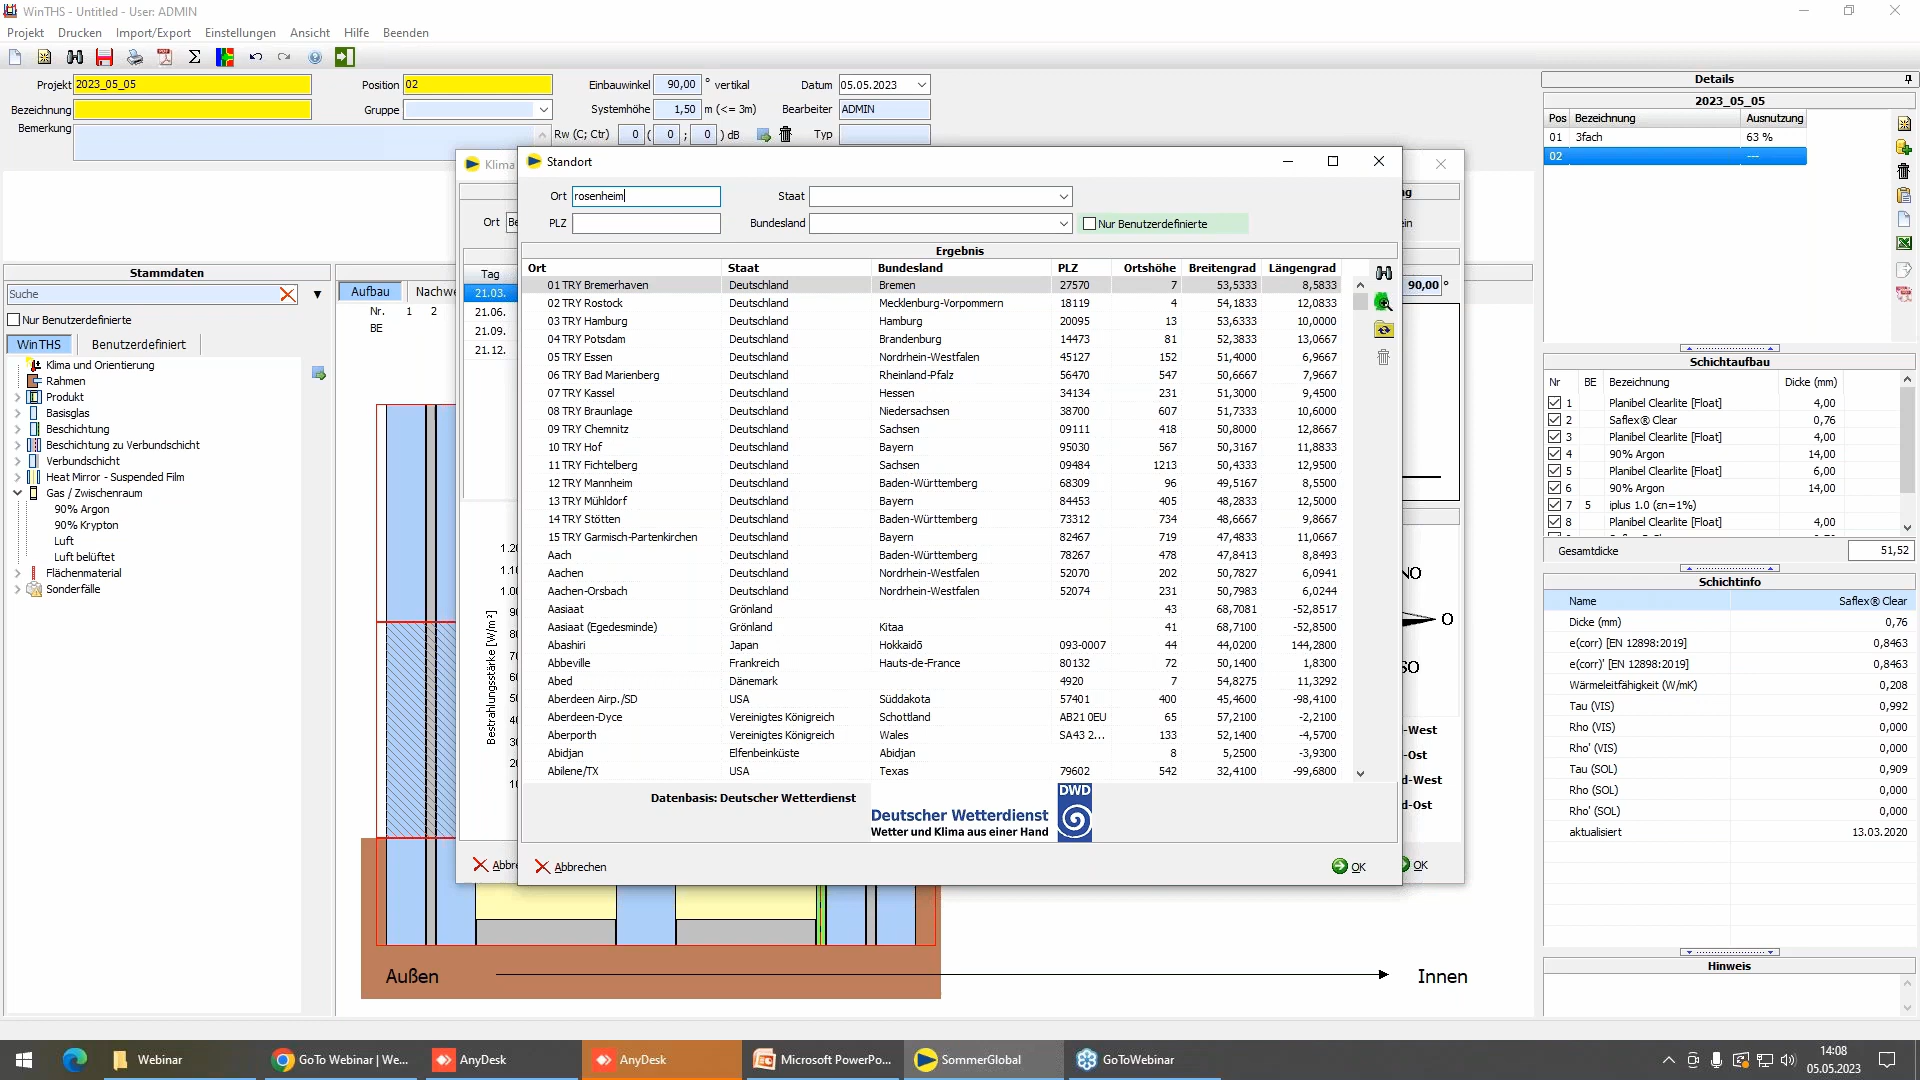 WinTHS - Untitled - User: ADMIN
Projekt Drucken Import/Export Einstellungen Ansicht Hilfe Beenden
Projekt 2023_05_05 Position 02 Einbauwinkel 90,00 ° vertikal Datum 05.05.2023
Bezeichnung Gruppe Systemhöhe 1,50 m (<= 3m) Bearbeiter ADMIN
Bemerkung Rw (C; Ctr) 0 ( 0 ; 0 ) dB Typ
Stammdaten
Suche
Nur Benutzerdefinierte
WinTHS Benutzerdefiniert
Klima und Orientierung
Rahmen
Produkt
Basisglas
Beschichtung
Beschichtung zu Verbundschicht
Verbundschicht
Heat Mirror - Suspended Film
Gas / Zwischenraum
90% Argon
90% Krypton
Luft
Luft belüftet
Flächenmaterial
Sonderfälle
Aufbau Nachwe
Nr. 1 2
BE
Klima
Ort Be
Tag
21.03.
21.06.
21.09.
21.12.
90,00 °
Bestrahlungsstärke [W/m²]
NO
O
SO
-West
-Ost
d-West
d-Ost
Abbre
OK
Standort
Ort rosenheim Staat
PLZ Bundesland Nur Benutzerdefinierte
Ergebnis
Ort Staat Bundesland PLZ Ortshöhe Breitengrad Längengrad
01 TRY Bremerhaven Deutschland Bremen 27570 7 53,5333 8,5833
02 TRY Rostock Deutschland Mecklenburg-Vorpommern 18119 4 54,1833 12,0833
03 TRY Hamburg Deutschland Hamburg 20095 13 53,6333 10,0000
04 TRY Potsdam Deutschland Brandenburg 14473 81 52,3833 13,0667
05 TRY Essen Deutschland Nordrhein-Westfalen 45127 152 51,4000 6,9667
06 TRY Bad Marienberg Deutschland Rheinland-Pfalz 56470 547 50,6667 7,9667
07 TRY Kassel Deutschland Hessen 34134 231 51,3000 9,4500
08 TRY Braunlage Deutschland Niedersachsen 38700 607 51,7333 10,6000
09 TRY Chemnitz Deutschland Sachsen 09111 418 50,8000 12,8667
10 TRY Hof Deutschland Bayern 95030 567 50,3167 11,8833
11 TRY Fichtelberg Deutschland Sachsen 09484 1213 50,4333 12,9500
12 TRY Mannheim Deutschland Baden-Württemberg 68309 96 49,5167 8,5500
13 TRY Mühldorf Deutschland Bayern 84453 405 48,2833 12,5000
14 TRY Stötten Deutschland Baden-Württemberg 73312 734 48,6667 9,8667
15 TRY Garmisch-Partenkirchen Deutschland Bayern 82467 719 47,4833 11,0667
Aach Deutschland Baden-Württemberg 78267 478 47,8413 8,8493
Aachen Deutschland Nordrhein-Westfalen 52070 202 50,7827 6,0941
Aachen-Orsbach Deutschland Nordrhein-Westfalen 52074 231 50,7983 6,0244
Aasiaat Grönland 43 68,7081 -52,8517
Aasiaat (Egedesminde) Grönland Kitaa 41 68,7100 -52,8500
Abashiri Japan Hokkaidō 093-0007 44 44,0200 144,2800
Abbeville Frankreich Hauts-de-France 80132 72 50,1400 1,8300
Abed Dänemark 4920 7 54,8275 11,3292
Aberdeen Airp./SD USA Süddakota 57401 400 45,4600 -98,4100
Aberdeen-Dyce Vereinigtes Königreich Schottland AB21 0EU 65 57,2100 -2,2100
Aberporth Vereinigtes Königreich Wales SA43 2... 133 52,1400 -4,5700
Abidjan Elfenbeinküste Abidjan 8 5,2500 -3,9300
Abilene/TX USA Texas 79602 542 32,4100 -99,6800
Datenbasis: Deutscher Wetterdienst
Deutscher Wetterdienst
Wetter und Klima aus einer Hand
DWD
Abbrechen OK
Außen Innen
Details
2023_05_05
Pos Bezeichnung Ausnutzung
01 3fach 63 %
02 ---
Schichtaufbau
Nr BE Bezeichnung Dicke (mm)
1 Planibel Clearlite [Float] 4,00
2 Saflex® Clear 0,76
3 Planibel Clearlite [Float] 4,00
4 90% Argon 14,00
5 Planibel Clearlite [Float] 6,00
6 90% Argon 14,00
7 5 iplus 1.0 (εn=1%)
8 Planibel Clearlite [Float] 4,00
Gesamtdicke 51,52
Schichtinfo
Name Saflex® Clear
Dicke (mm) 0,76
e(corr) [EN 12898:2019] 0,8463
e(corr)' [EN 12898:2019] 0,8463
Wärmeleitfähigkeit (W/mK) 0,208
Tau (VIS) 0,992
Rho (VIS) 0,000
Rho' (VIS) 0,000
Tau (SOL) 0,909
Rho (SOL) 0,000
Rho' (SOL) 0,000
aktualisiert 13.03.2020
Hinweis
Webinar GoTo Webinar | We... AnyDesk AnyDesk Microsoft PowerPo... SommerGlobal GoToWebinar
14:08
05.05.2023